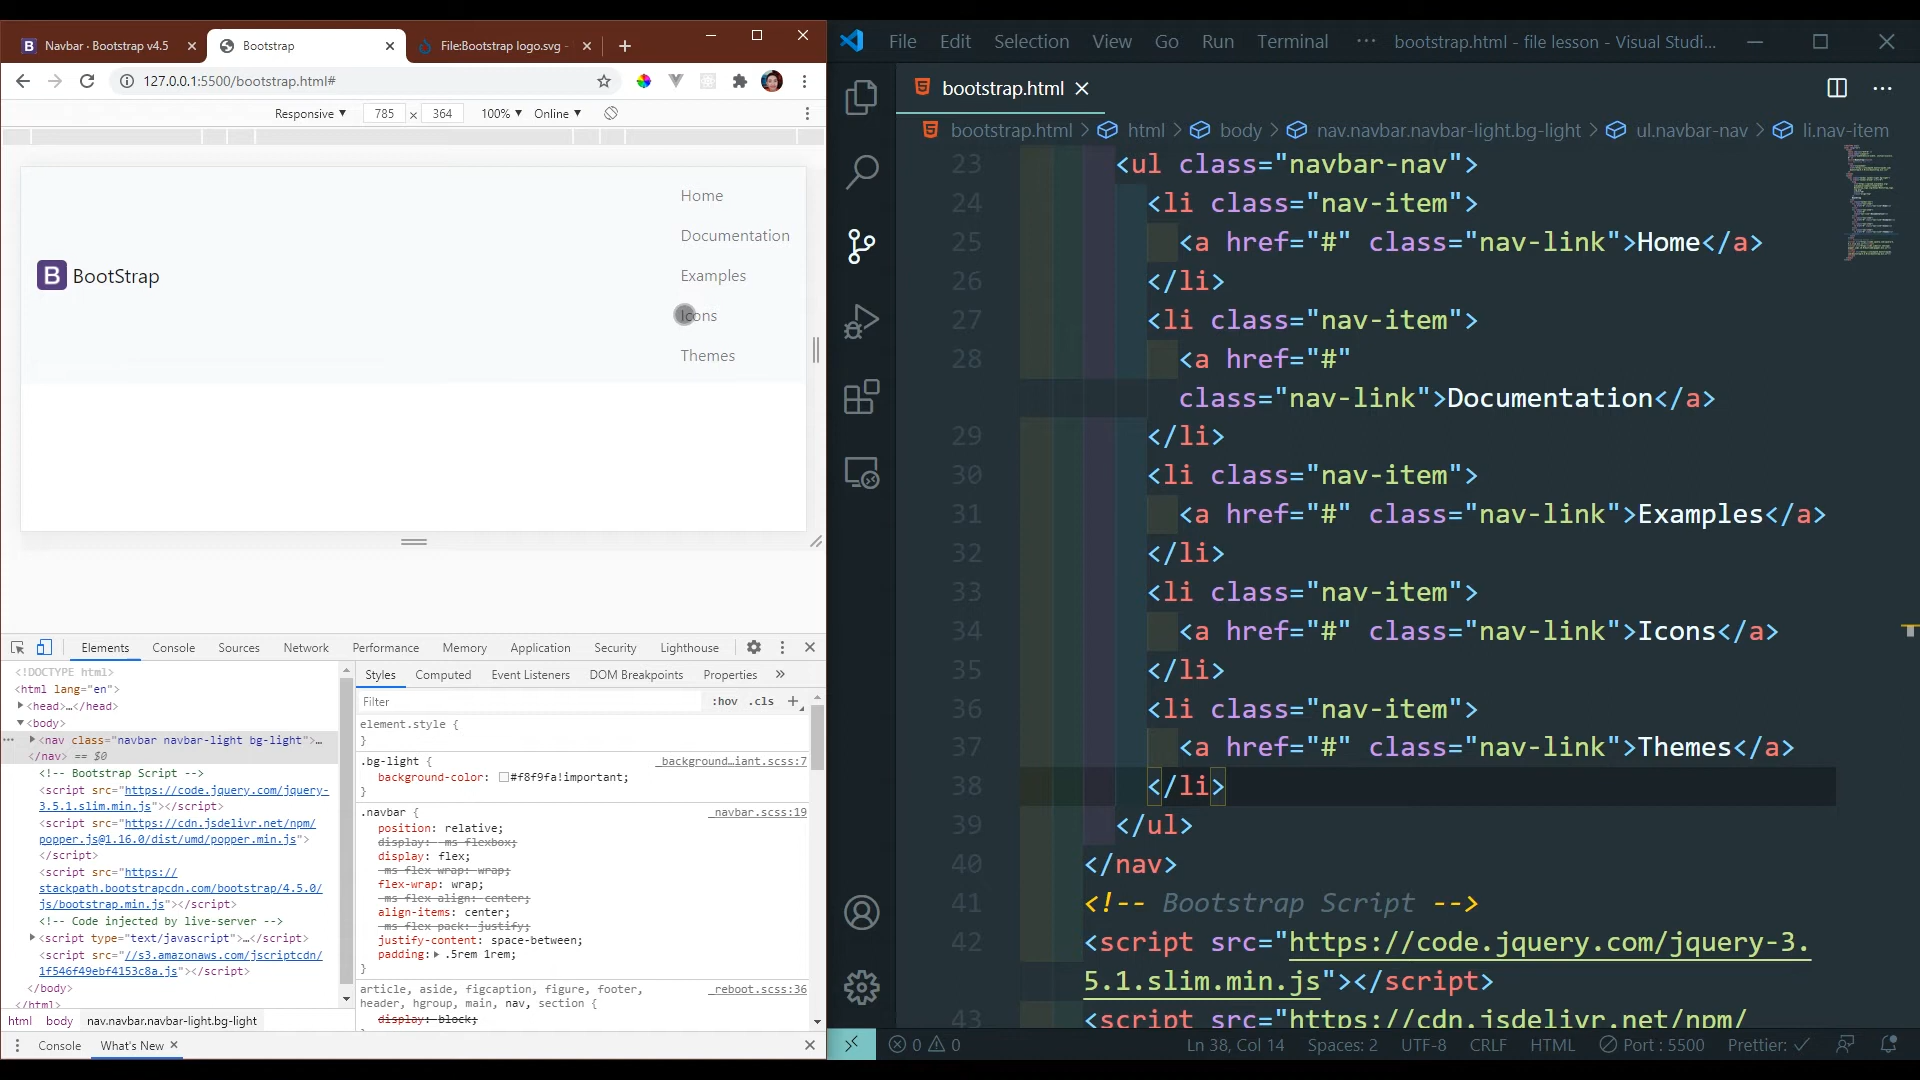 Navbar · Bootstrap v4.5
Bootstrap
File:Bootstrap logo.svg -
127.0.0.1:5500/bootstrap.html#
Responsive 785 × 364 100% Online
Home
Documentation
Examples
Icons
Themes
B BootStrap
Elements Console Sources Network Performance Memory Application Security Lighthouse
<!DOCTYPE html>
<html lang="en">
<head>…</head>
<body>
<nav class="navbar navbar-light bg-light">…
</nav> == $0
<!-- Bootstrap Script -->
<script src="https://code.jquery.com/jquery-
3.5.1.slim.min.js"></script>
<script src="https://cdn.jsdelivr.net/npm/
popper.js@1.16.0/dist/umd/popper.min.js">
</script>
<script src="https://
stackpath.bootstrapcdn.com/bootstrap/4.5.0/
js/bootstrap.min.js"></script>
<!-- Code injected by live-server -->
<script type="text/javascript">…</script>
<script src="//s3.amazonaws.com/jscriptcdn/
1f546f49ebf4153c8a.js"></script>
</body>
</html>
html body nav.navbar.navbar-light.bg-light
Styles Computed Event Listeners DOM Breakpoints Properties »
Filter :hov .cls +
element.style {
}
.bg-light { _background…iant.scss:7
background-color: #f8f9fa!important;
}
.navbar { _navbar.scss:19
position: relative;
display: -ms-flexbox;
display: flex;
-ms-flex-wrap: wrap;
flex-wrap: wrap;
-ms-flex-align: center;
align-items: center;
-ms-flex-pack: justify;
justify-content: space-between;
padding: .5rem 1rem;
}
article, aside, figcaption, figure, footer, _reboot.scss:36
header, hgroup, main, nav, section {
display: block;
Console What's New
File Edit Selection View Go Run Terminal ··· bootstrap.html - file lesson - Visual Studi...
bootstrap.html
bootstrap.html > html > body > nav.navbar.navbar-light.bg-light > ul.navbar-nav > li.nav-item
23 <ul class="navbar-nav">
24 <li class="nav-item">
25 <a href="#" class="nav-link">Home</a>
26 </li>
27 <li class="nav-item">
28 <a href="#"
class="nav-link">Documentation</a>
29 </li>
30 <li class="nav-item">
31 <a href="#" class="nav-link">Examples</a>
32 </li>
33 <li class="nav-item">
34 <a href="#" class="nav-link">Icons</a>
35 </li>
36 <li class="nav-item">
37 <a href="#" class="nav-link">Themes</a>
38 </li>
39 </ul>
40 </nav>
41 <!-- Bootstrap Script -->
42 <script src="https://code.jquery.com/jquery-3.
5.1.slim.min.js"></script>
43 <script src="https://cdn.jsdelivr.net/npm/
0 0 Ln 38, Col 14 Spaces: 2 UTF-8 CRLF HTML Port : 5500 Prettier: ✓